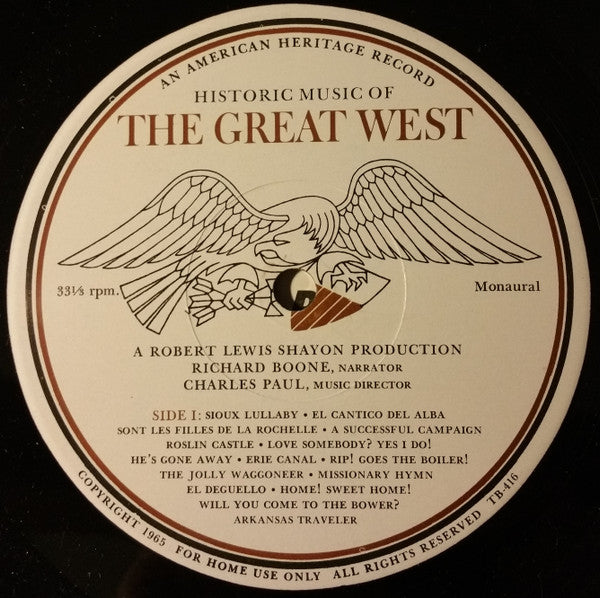 AN AMERICAN HERITAGE RECORD
HISTORIC MUSIC OF
THE GREAT WEST
33⅓ rpm.
Monaural
A ROBERT LEWIS SHAYON PRODUCTION
RICHARD BOONE, NARRATOR
CHARLES PAUL, MUSIC DIRECTOR
SIDE I: SIOUX LULLABY • EL CANTICO DEL ALBA
SONT LES FILLES DE LA ROCHELLE • A SUCCESSFUL CAMPAIGN
ROSLIN CASTLE • LOVE SOMEBODY? YES I DO!
HE'S GONE AWAY • ERIE CANAL • RIP! GOES THE BOILER!
THE JOLLY WAGGONEER • MISSIONARY HYMN
EL DEGUELLO • HOME! SWEET HOME!
WILL YOU COME TO THE BOWER?
ARKANSAS TRAVELER
COPYRIGHT 1965 FOR HOME USE ONLY ALL RIGHTS RESERVED TB-416